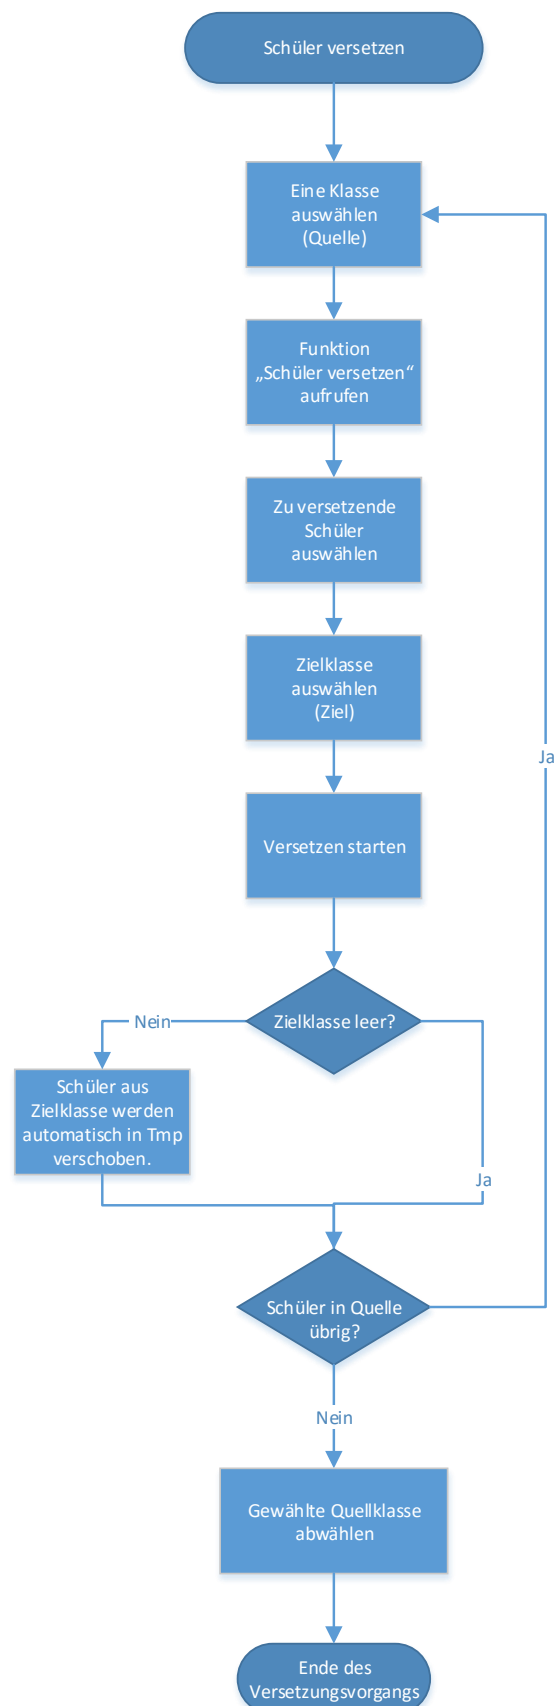 Schüler versetzen
Eine Klasse
auswählen
(Quelle)
Funktion
„Schüler versetzen“
aufrufen
Zu versetzende
Schüler
auswählen
Zielklasse
auswählen
(Ziel)
Ja
Versetzen starten
Zielklasse leer?
Nein
Schüler aus
Zielklasse werden
automatisch in Tmp
verschoben.
Ja
Schüler in Quelle
übrig?
Nein
Gewählte Quellklasse
abwählen
Ende des
Versetzungsvorgangs